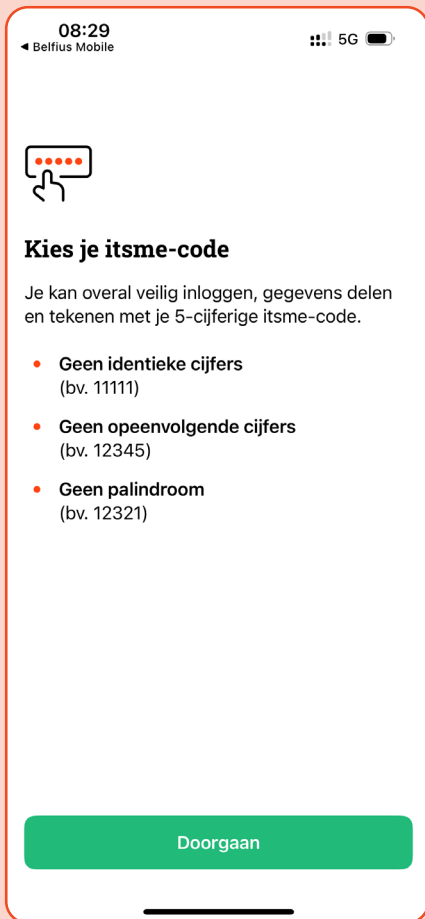 08:29
◀ Belfius Mobile
5G
Kies je itsme-code
Je kan overal veilig inloggen, gegevens delen
en tekenen met je 5-cijferige itsme-code.
• Geen identieke cijfers
(bv. 11111)
• Geen opeenvolgende cijfers
(bv. 12345)
• Geen palindroom
(bv. 12321)
Doorgaan